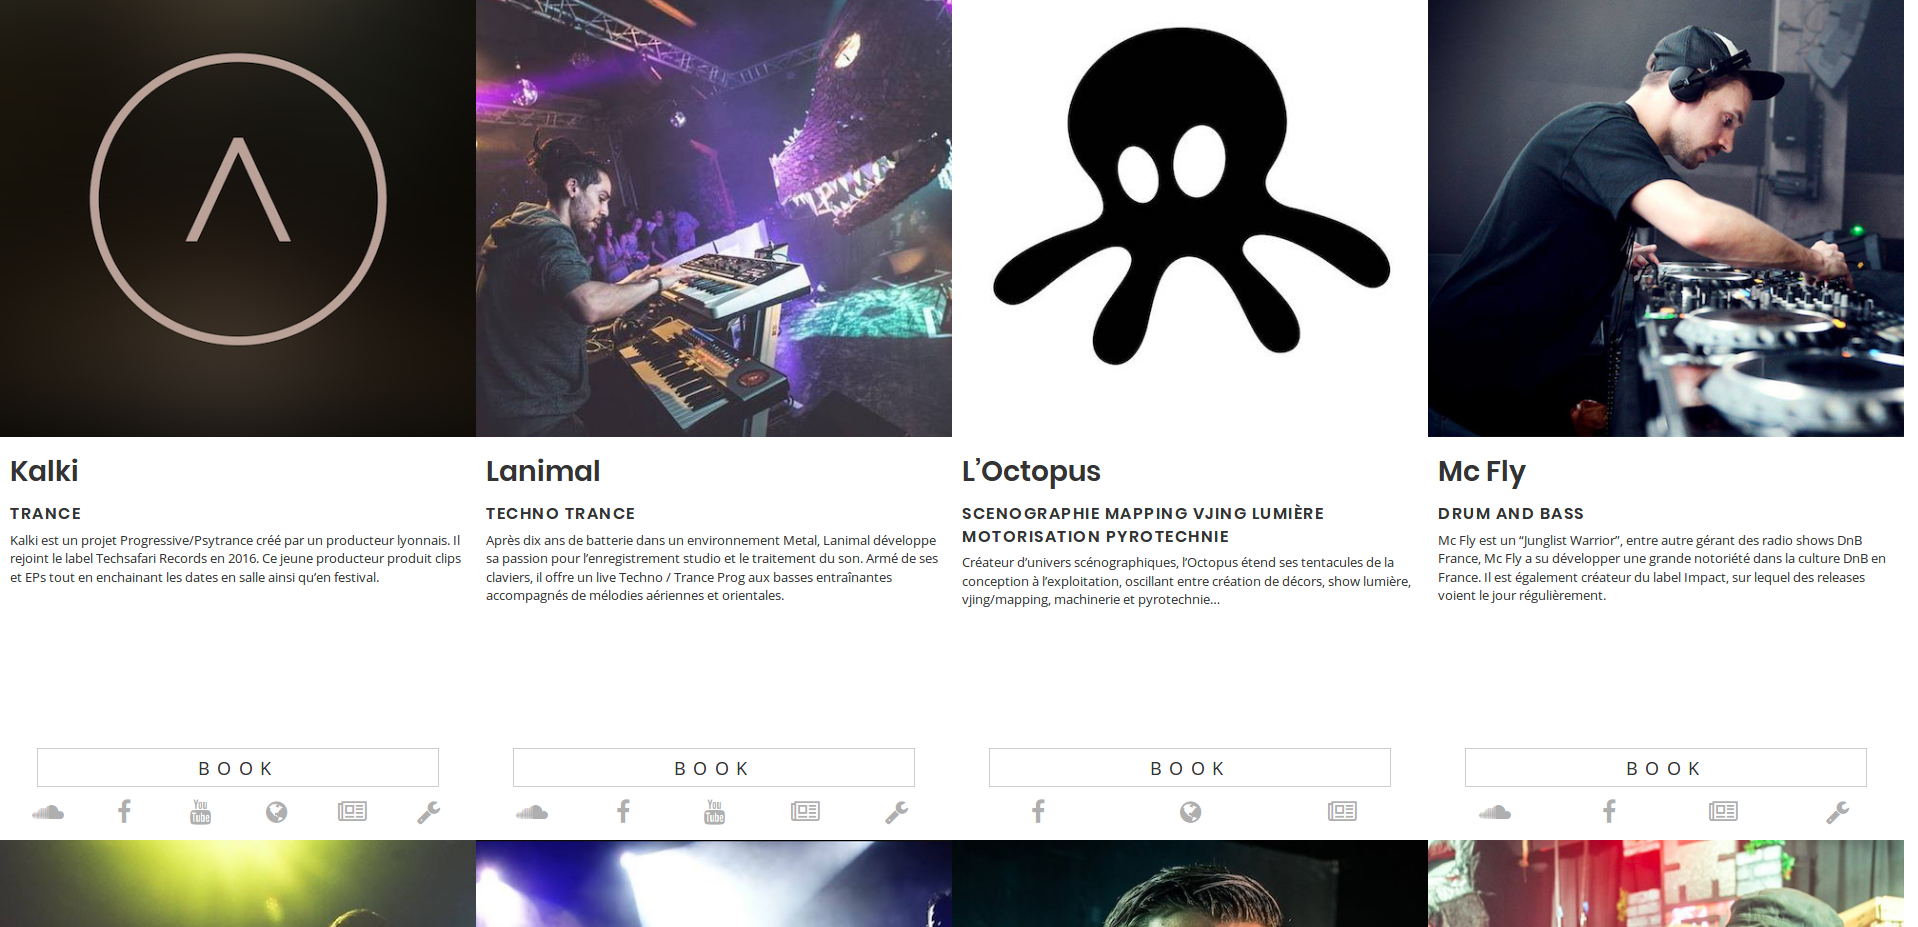 Kalki
TRANCE
Kalki est un projet Progressive/Psytrance créé par un producteur lyonnais. Il
rejoint le label Techsafari Records en 2016. Ce jeune producteur produit clips
et EPs tout en enchainant les dates en salle ainsi qu’en festival.
BOOK
You
Tube
Lanimal
TECHNO TRANCE
Après dix ans de batterie dans un environnement Metal, Lanimal développe
sa passion pour l’enregistrement studio et le traitement du son. Armé de ses
claviers, il offre un live Techno / Trance Prog aux basses entraînantes
accompagnés de mélodies aériennes et orientales.
BOOK
You
Tube
L’Octopus
SCENOGRAPHIE MAPPING VJING LUMIÈRE
MOTORISATION PYROTECHNIE
Créateur d’univers scénographiques, l’Octopus étend ses tentacules de la
conception à l’exploitation, oscillant entre création de décors, show lumière,
vjing/mapping, machinerie et pyrotechnie…
BOOK
Mc Fly
DRUM AND BASS
Mc Fly est un “Junglist Warrior”, entre autre gérant des radio shows DnB
France, Mc Fly a su développer une grande notoriété dans la culture DnB en
France. Il est également créateur du label Impact, sur lequel des releases
voient le jour régulièrement.
BOOK